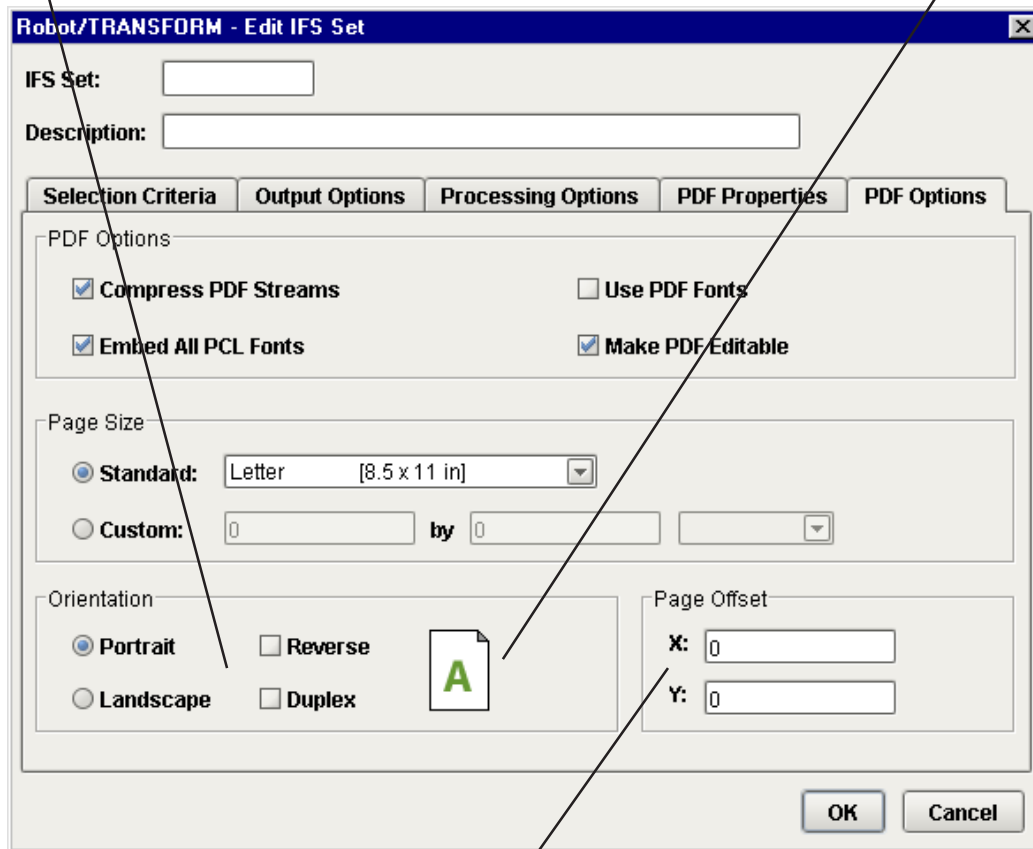 Robot/TRANSFORM - Edit IFS Set
IFS Set:
Description:
Selection Criteria Output Options Processing Options PDF Properties PDF Options
PDF Options
Compress PDF Streams Use PDF Fonts
Embed All PCL Fonts Make PDF Editable
Page Size
Standard: Letter [8.5 x 11 in]
Custom: 0 by 0
Orientation Page Offset
Portrait Reverse A X: 0
Landscape Duplex Y: 0
OK Cancel